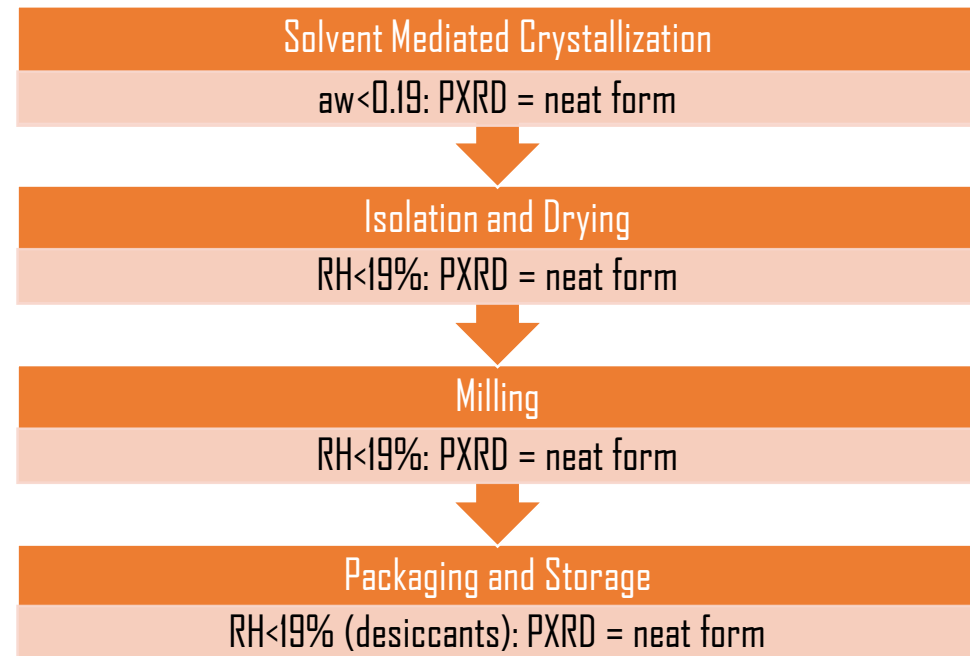 Solvent Mediated Crystallization
aw<0.19: PXRD = neat form
Isolation and Drying
RH<19%: PXRD = neat form
Milling
RH<19%: PXRD = neat form
Packaging and Storage
RH<19% (desiccants): PXRD = neat form